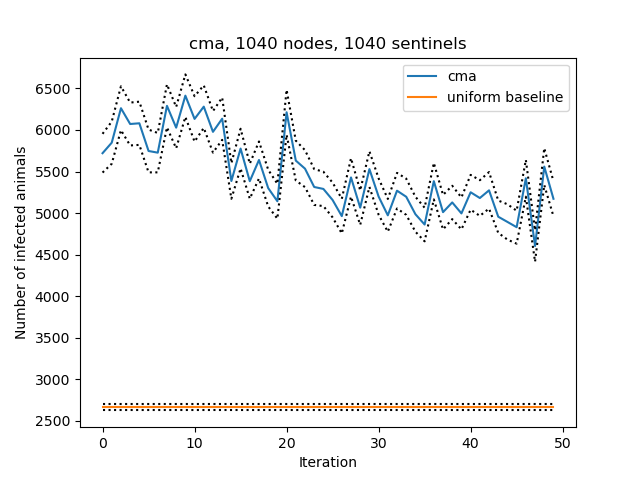 cma, 1040 nodes, 1040 sentinels
cma
uniform baseline
Number of infected animals
6500
6000
5500
5000
4500
4000
3500
3000
2500
0 10 20 30 40 50
Iteration